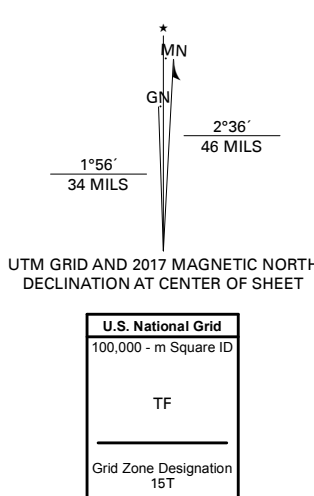 ★
MN
GN
2°36´
46 MILS
1°56´
34 MILS
UTM GRID AND 2017 MAGNETIC NORTH
DECLINATION AT CENTER OF SHEET
U.S. National Grid
100,000 - m Square ID
TF
Grid Zone Designation
15T